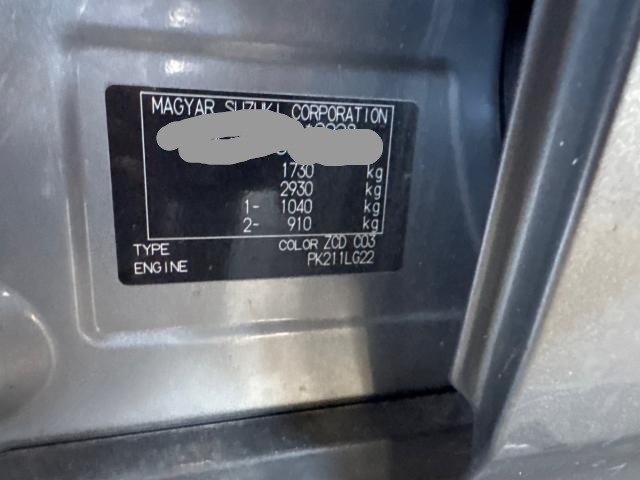 MAGYAR SUZUKI CORPORATION
1730 kg
2930 kg
1- 1040 kg
2- 910 kg
TYPE COLOR ZCD C03
ENGINE PK211LG22